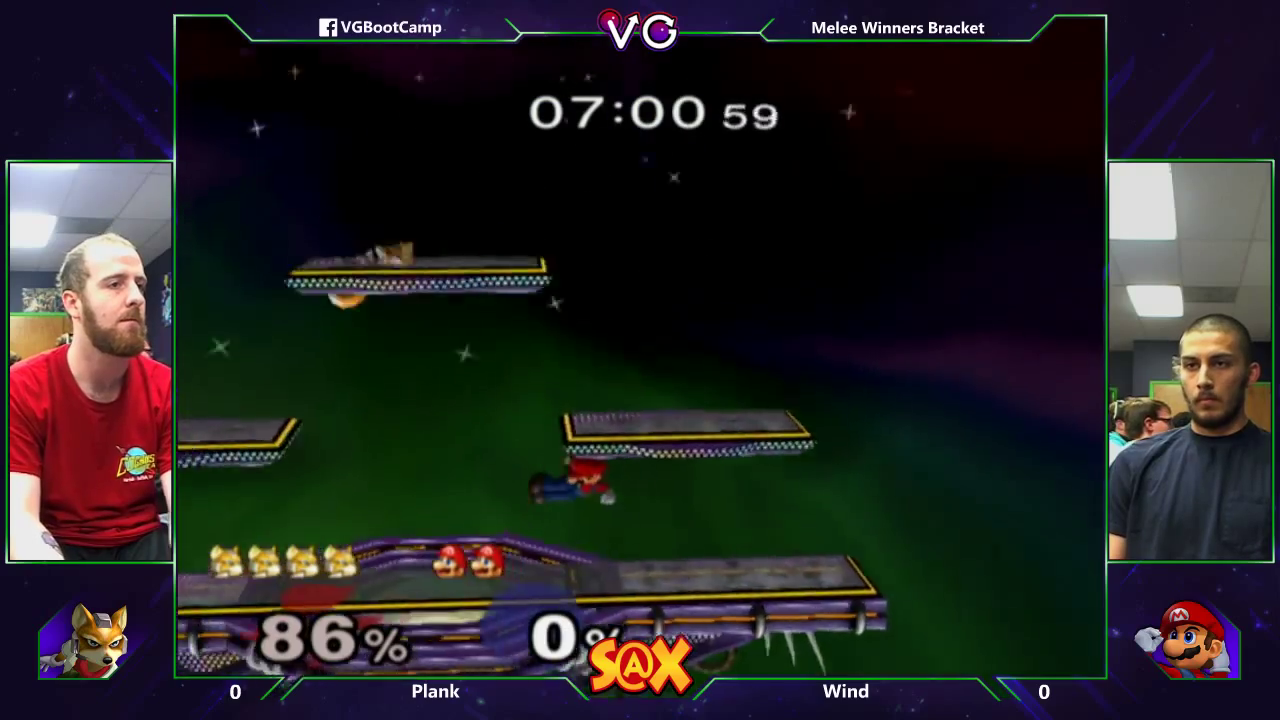 VGBootCamp
VG
Melee Winners Bracket
07:00 59
86%
0%
S@X
0
Plank
Wind
0